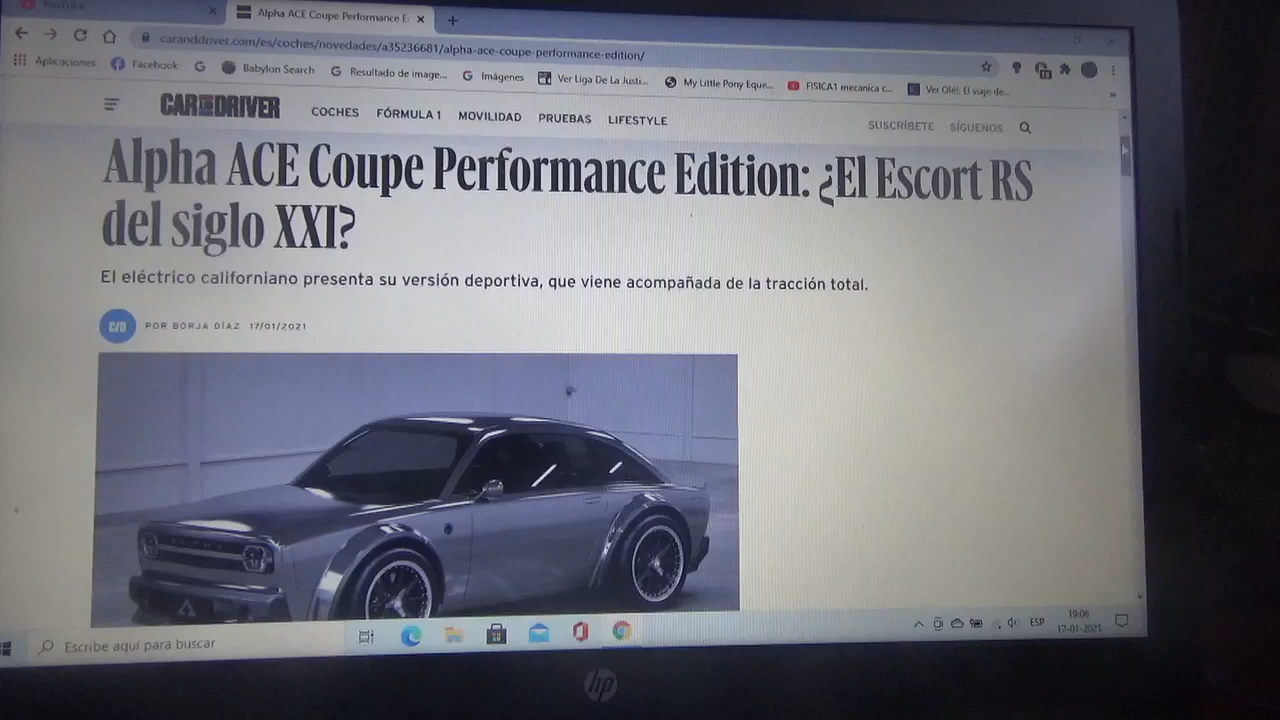 YouTube
Alpha ACE Coupe Performance E
caranddriver.com/es/coches/novedades/a35236681/alpha-ace-coupe-performance-edition/
Aplicaciones Facebook Babylon Search Resultado de image... Imágenes Ver Liga De La Justi... My Little Pony Eque... FISICA1 mecanica c... Ver Olé!: El viaje de...
CAR AND DRIVER COCHES FÓRMULA 1 MOVILIDAD PRUEBAS LIFESTYLE SUSCRÍBETE SÍGUENOS
Alpha ACE Coupe Performance Edition: ¿El Escort RS
del siglo XXI?
El eléctrico californiano presenta su versión deportiva, que viene acompañada de la tracción total.
C/D POR BORJA DÍAZ 17/01/2021
Escribe aquí para buscar
ESP
19:06
17-01-2021
hp